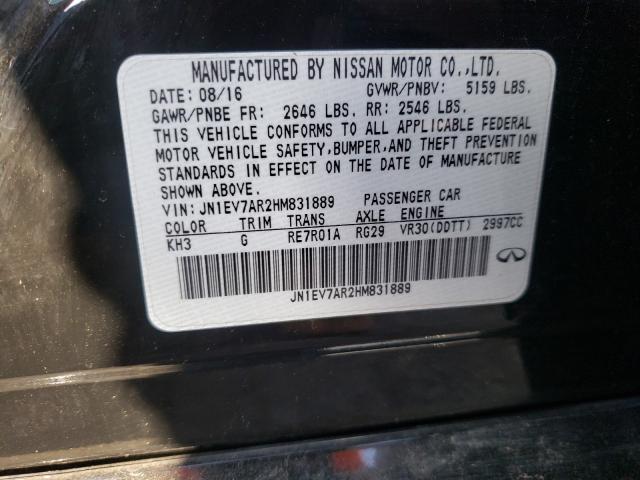 MANUFACTURED BY NISSAN MOTOR CO.,LTD.
DATE: 08/16 GVWR/PNBV: 5159 LBS.
GAWR/PNBE FR: 2646 LBS. RR: 2546 LBS.
THIS VEHICLE CONFORMS TO ALL APPLICABLE FEDERAL
MOTOR VEHICLE SAFETY,BUMPER,AND THEFT PREVENTION
STANDARDS IN EFFECT ON THE DATE OF MANUFACTURE
SHOWN ABOVE.
VIN: JN1EV7AR2HM831889 PASSENGER CAR
COLOR TRIM TRANS AXLE ENGINE
KH3 G RE7R01A RG29 VR30(DDTT) 2997CC
JN1EV7AR2HM831889